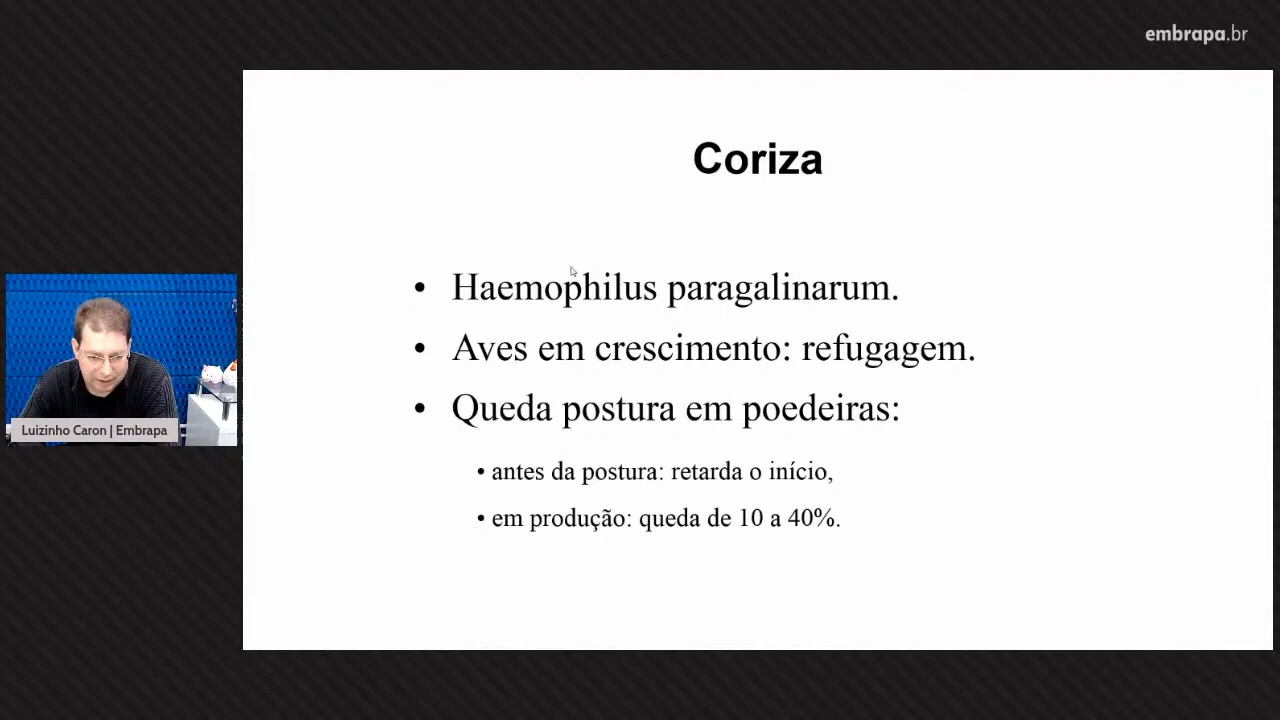 embrapa.br
Coriza
• Haemophilus paragalinarum.
• Aves em crescimento: refugagem.
• Queda postura em poedeiras:
• antes da postura: retarda o início,
• em produção: queda de 10 a 40%.
Luizinho Caron | Embrapa